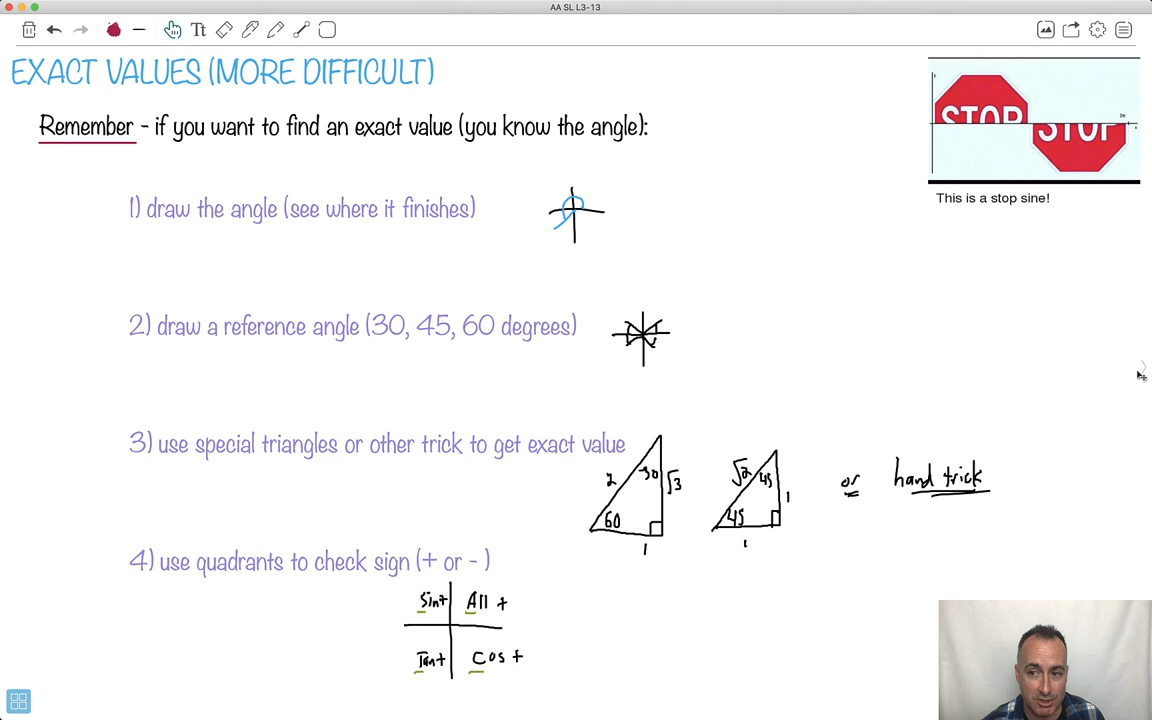 AA SL L3-13
Tt
EXACT VALUES (MORE DIFFICULT)
Remember - if you want to find an exact value (you know the angle):
STOP
STOP
2π
x
This is a stop sine!
1) draw the angle (see where it finishes)
2) draw a reference angle (30, 45, 60 degrees)
3) use special triangles or other trick to get exact value
2
30
√3
60
1
√2
45
1
45
1
or
hand trick
4) use quadrants to check sign (+ or - )
Sin+ All +
Tan+ Cos +